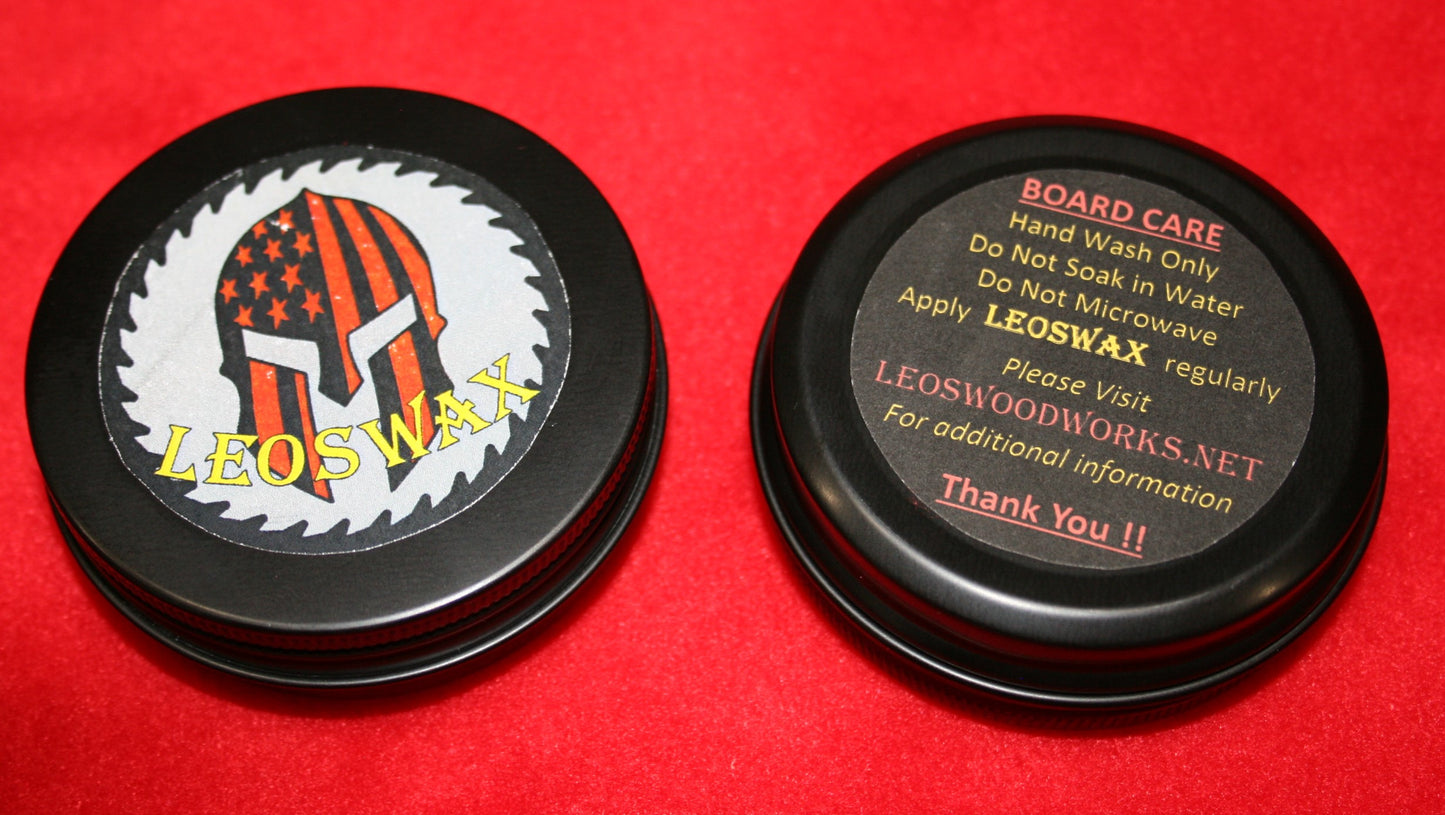 LEOSWAX
BOARD CARE
Hand Wash Only
Do Not Soak in Water
Do Not Microwave
Apply LEOSWAX regularly
Please Visit
LEOSWOODWORKS.NET
For additional information
Thank You !!